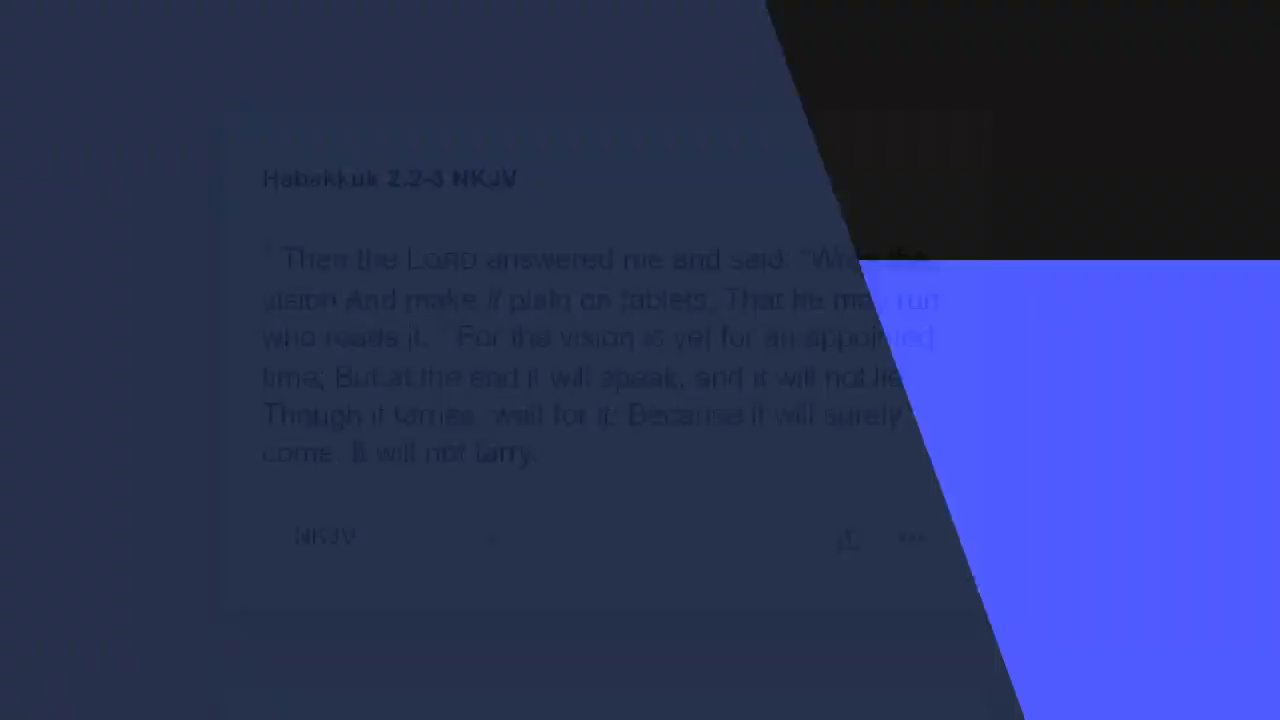 Habakkuk 2:2-3 NKJV
Then the LORD answered me and said: "Write the
vision And make it plain on tablets, That he may run
who reads it. For the vision is yet for an appointed
time; But at the end it will speak, and it will not lie.
Though it tarries, wait for it; Because it will surely
come, It will not tarry.
NKJV